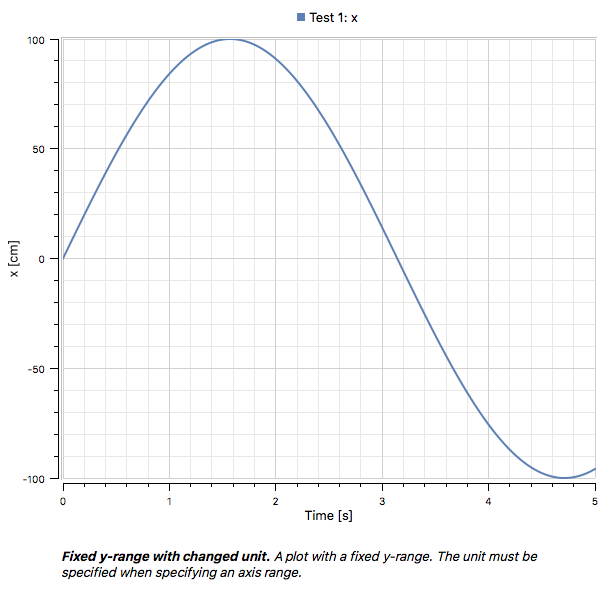 Test 1: x
100
50
0
-50
-100
x [cm]
0 1 2 3 4 5
Time [s]
Fixed y-range with changed unit. A plot with a fixed y-range. The unit must be
specified when specifying an axis range.